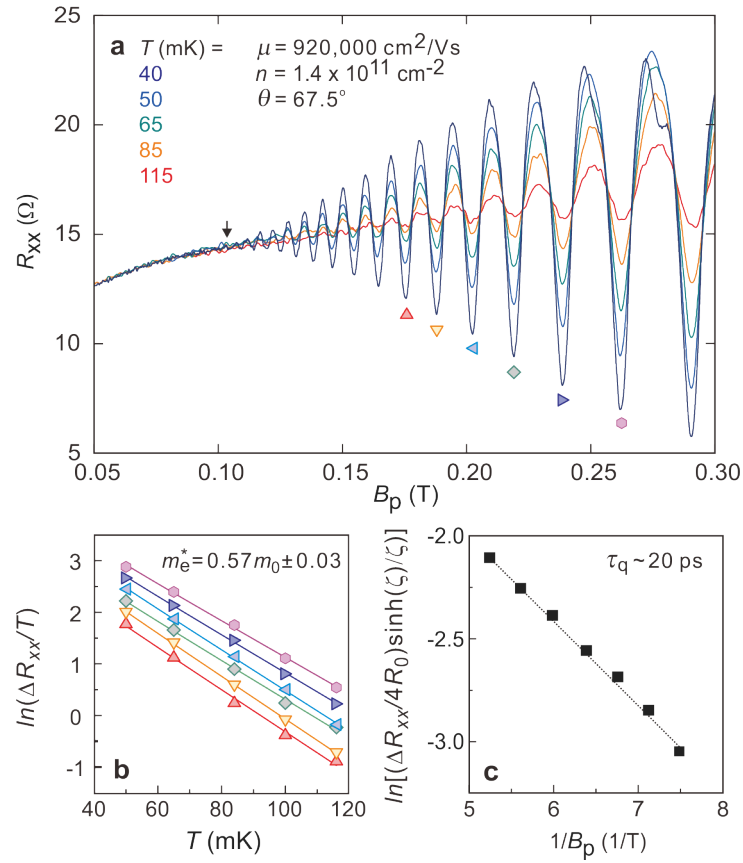 25
20
15
10
5
R_xx (Ω)
a
T (mK) =
40
50
65
85
115
μ = 920,000 cm²/Vs
n = 1.4 x 10¹¹ cm⁻²
θ = 67.5°
0.05 0.10 0.15 0.20 0.25 0.30
B_p (T)
3
2
1
0
-1
ln(ΔR_xx/T)
m*_e=0.57m_0±0.03
b
40 60 80 100 120
T (mK)
-2.0
-2.5
-3.0
ln[(ΔR_xx/4R_0)sinh(ζ)/ζ)]
τ_q ~20 ps
c
5 6 7 8
1/B_p (1/T)